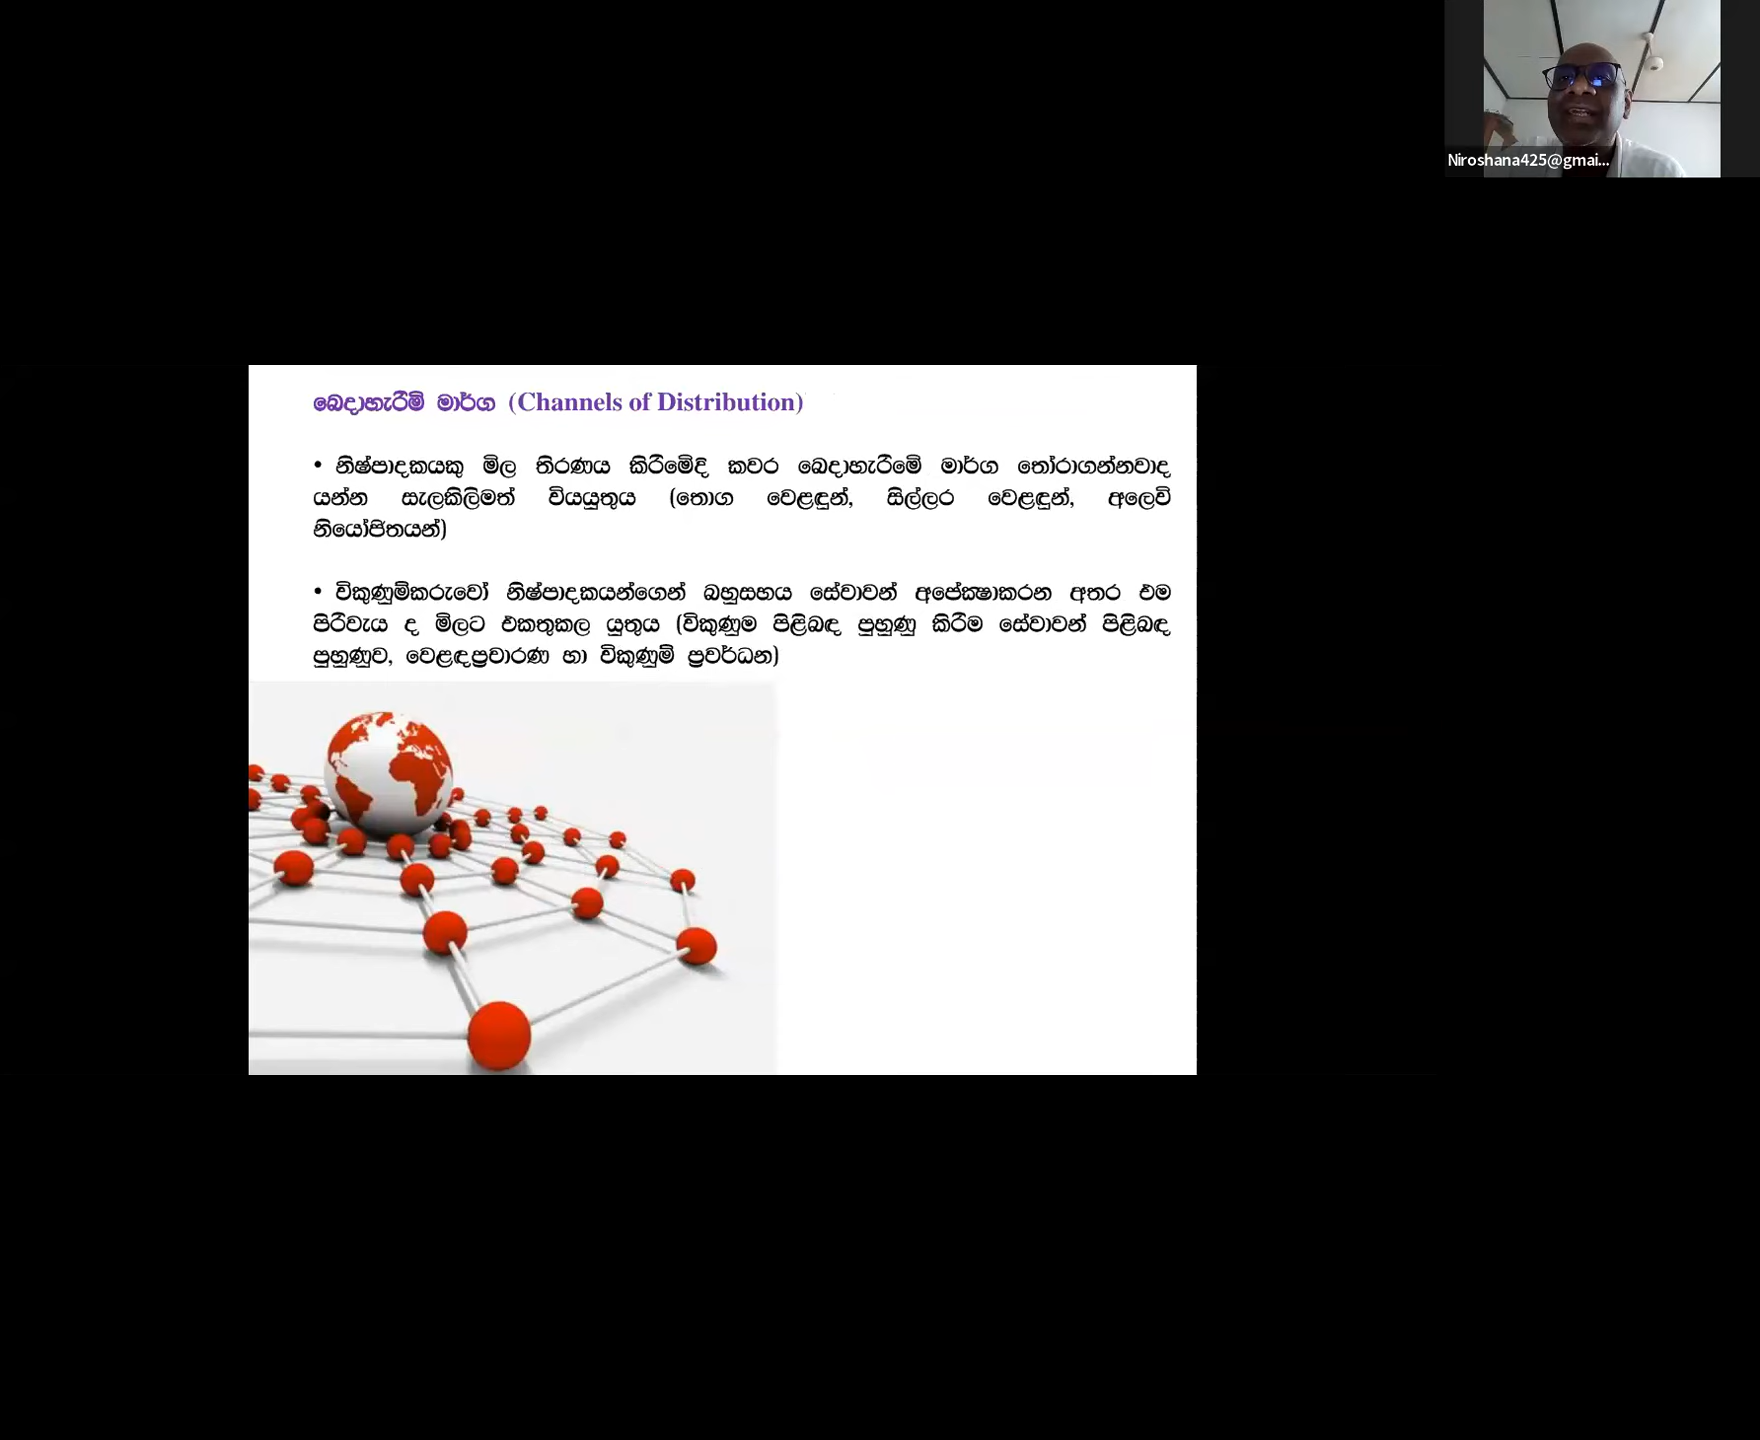 Niroshana425@gmai...
බෙදාහැරීම් මාර්ග (Channels of Distribution)
• නිෂ්පාදකයකු මිල තිරණය කිරීමේදි කවර බෙදාහැරීමේ මාර්ග තෝරාගන්නවාද
යන්න සැලකිලිමත් වියයුතුය (තොග වෙළඳුන්, සිල්ලර වෙළඳුන්, අලෙවි
නියෝජිතයන්)
• විකුණුම්කරුවෝ නිෂ්පාදකයන්ගෙන් බහුසහය සේවාවන් අපේක්‍ෂාකරන අතර එම
පිරිවැය ද මිලට එකතුකල යුතුය (විකුණුම පිළිබඳ පුහුණු කිරීම සේවාවන් පිළිබඳ
පුහුණුව, වෙළඳප්‍රචාරණ හා විකුණුම් ප්‍රවර්ධන)